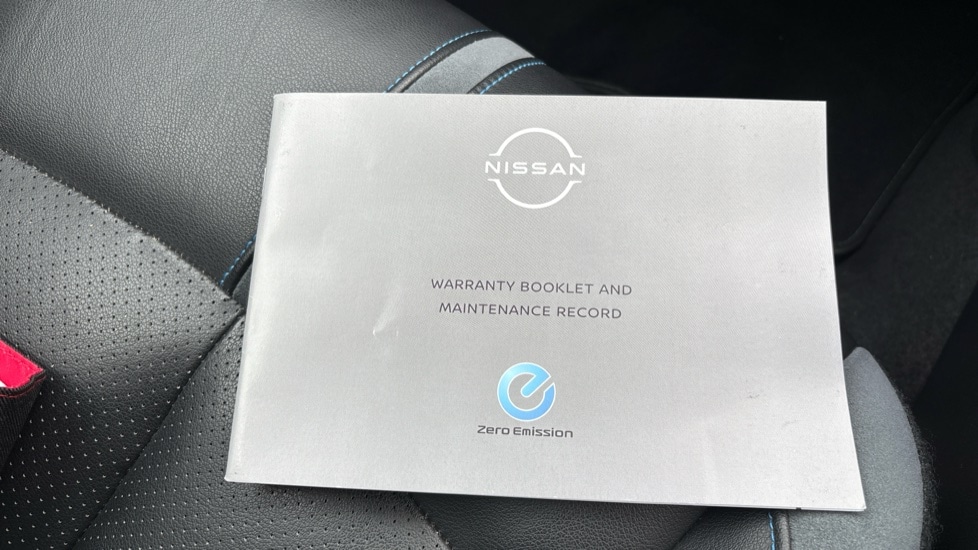 NISSAN
WARRANTY BOOKLET AND
MAINTENANCE RECORD
Zero Emission